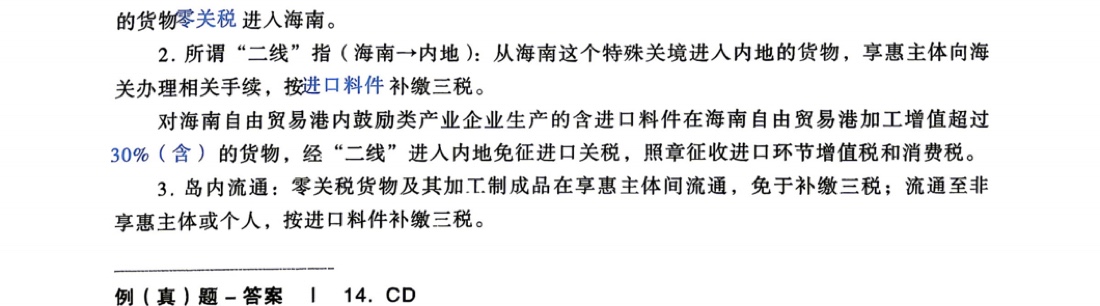 的货物零关税进入海南。
2. 所谓“二线”指（海南→内地）：从海南这个特殊关境进入内地的货物，享惠主体向海
关办理相关手续，按进口料件补缴三税。
对海南自由贸易港内鼓励类产业企业生产的含进口料件在海南自由贸易港加工增值超过
30%（含）的货物，经“二线”进入内地免征进口关税，照章征收进口环节增值税和消费税。
3. 岛内流通：零关税货物及其加工制成品在享惠主体间流通，免于补缴三税；流通至非
享惠主体或个人，按进口料件补缴三税。
例（真）题－答案 | 14. CD